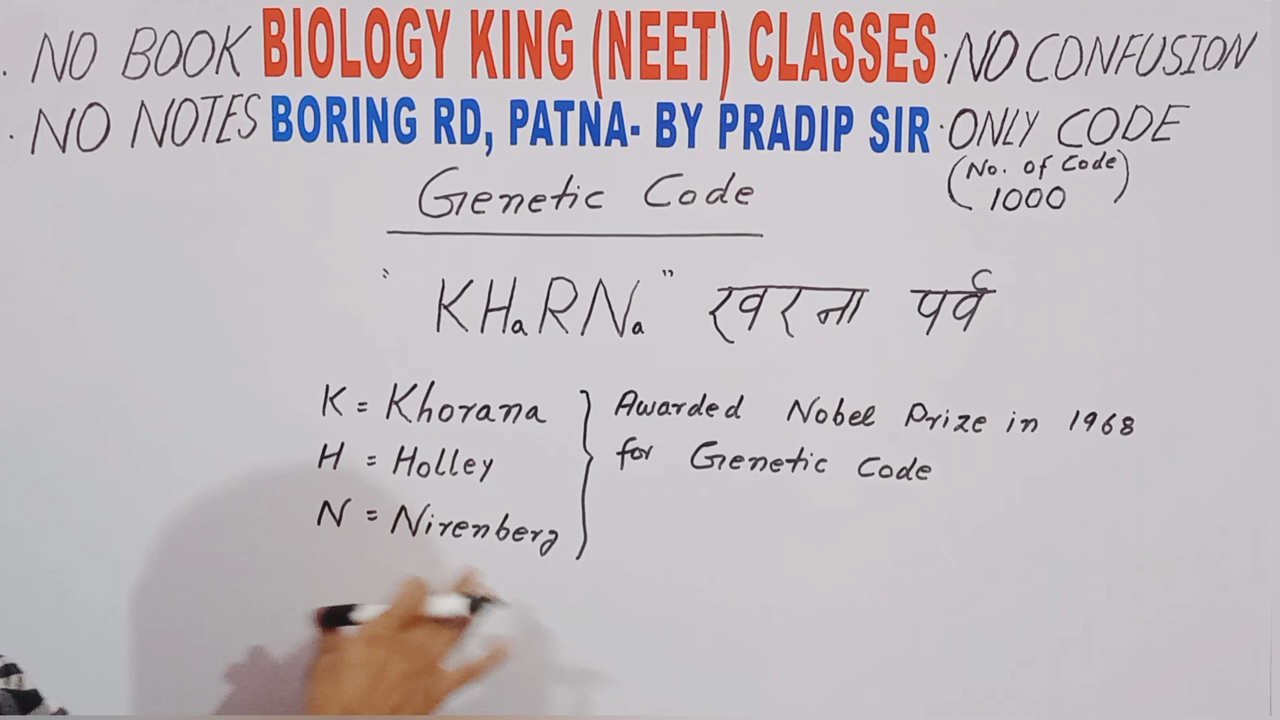 . NO BOOK BIOLOGY KING (NEET) CLASSES · NO CONFUSION
. NO NOTES BORING RD, PATNA- BY PRADIP SIR · ONLY CODE
(No. of Code)
1000
Genetic Code
"KHaRNa" खरना पर्व
K = Khorana } Awarded Nobel Prize in 1968
H = Holley for Genetic Code
N = Nirenberg